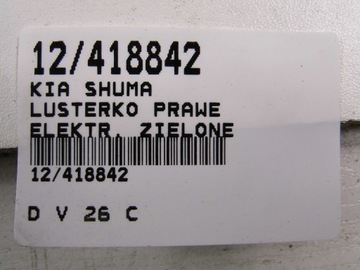 12/418842
KIA SHUMA
LUSTERKO PRAWE
ELEKTR. ZIELONE
12/418842
D V 26 C